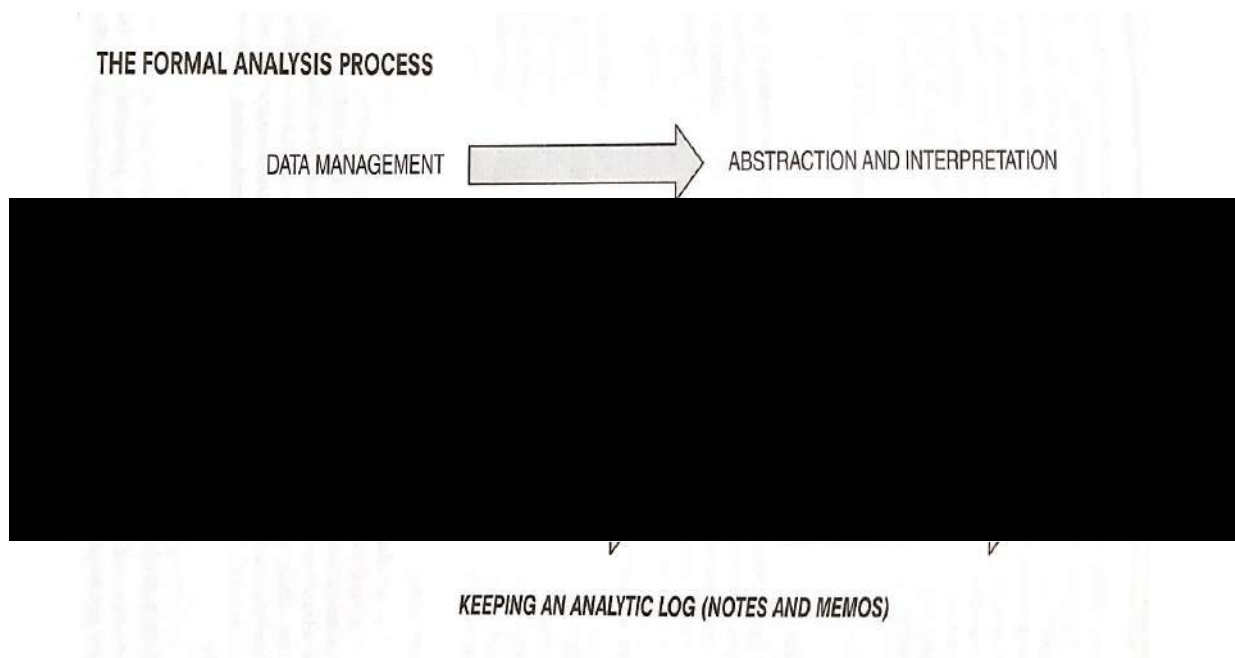 THE FORMAL ANALYSIS PROCESS
DATA MANAGEMENT
ABSTRACTION AND INTERPRETATION
KEEPING AN ANALYTIC LOG (NOTES AND MEMOS)